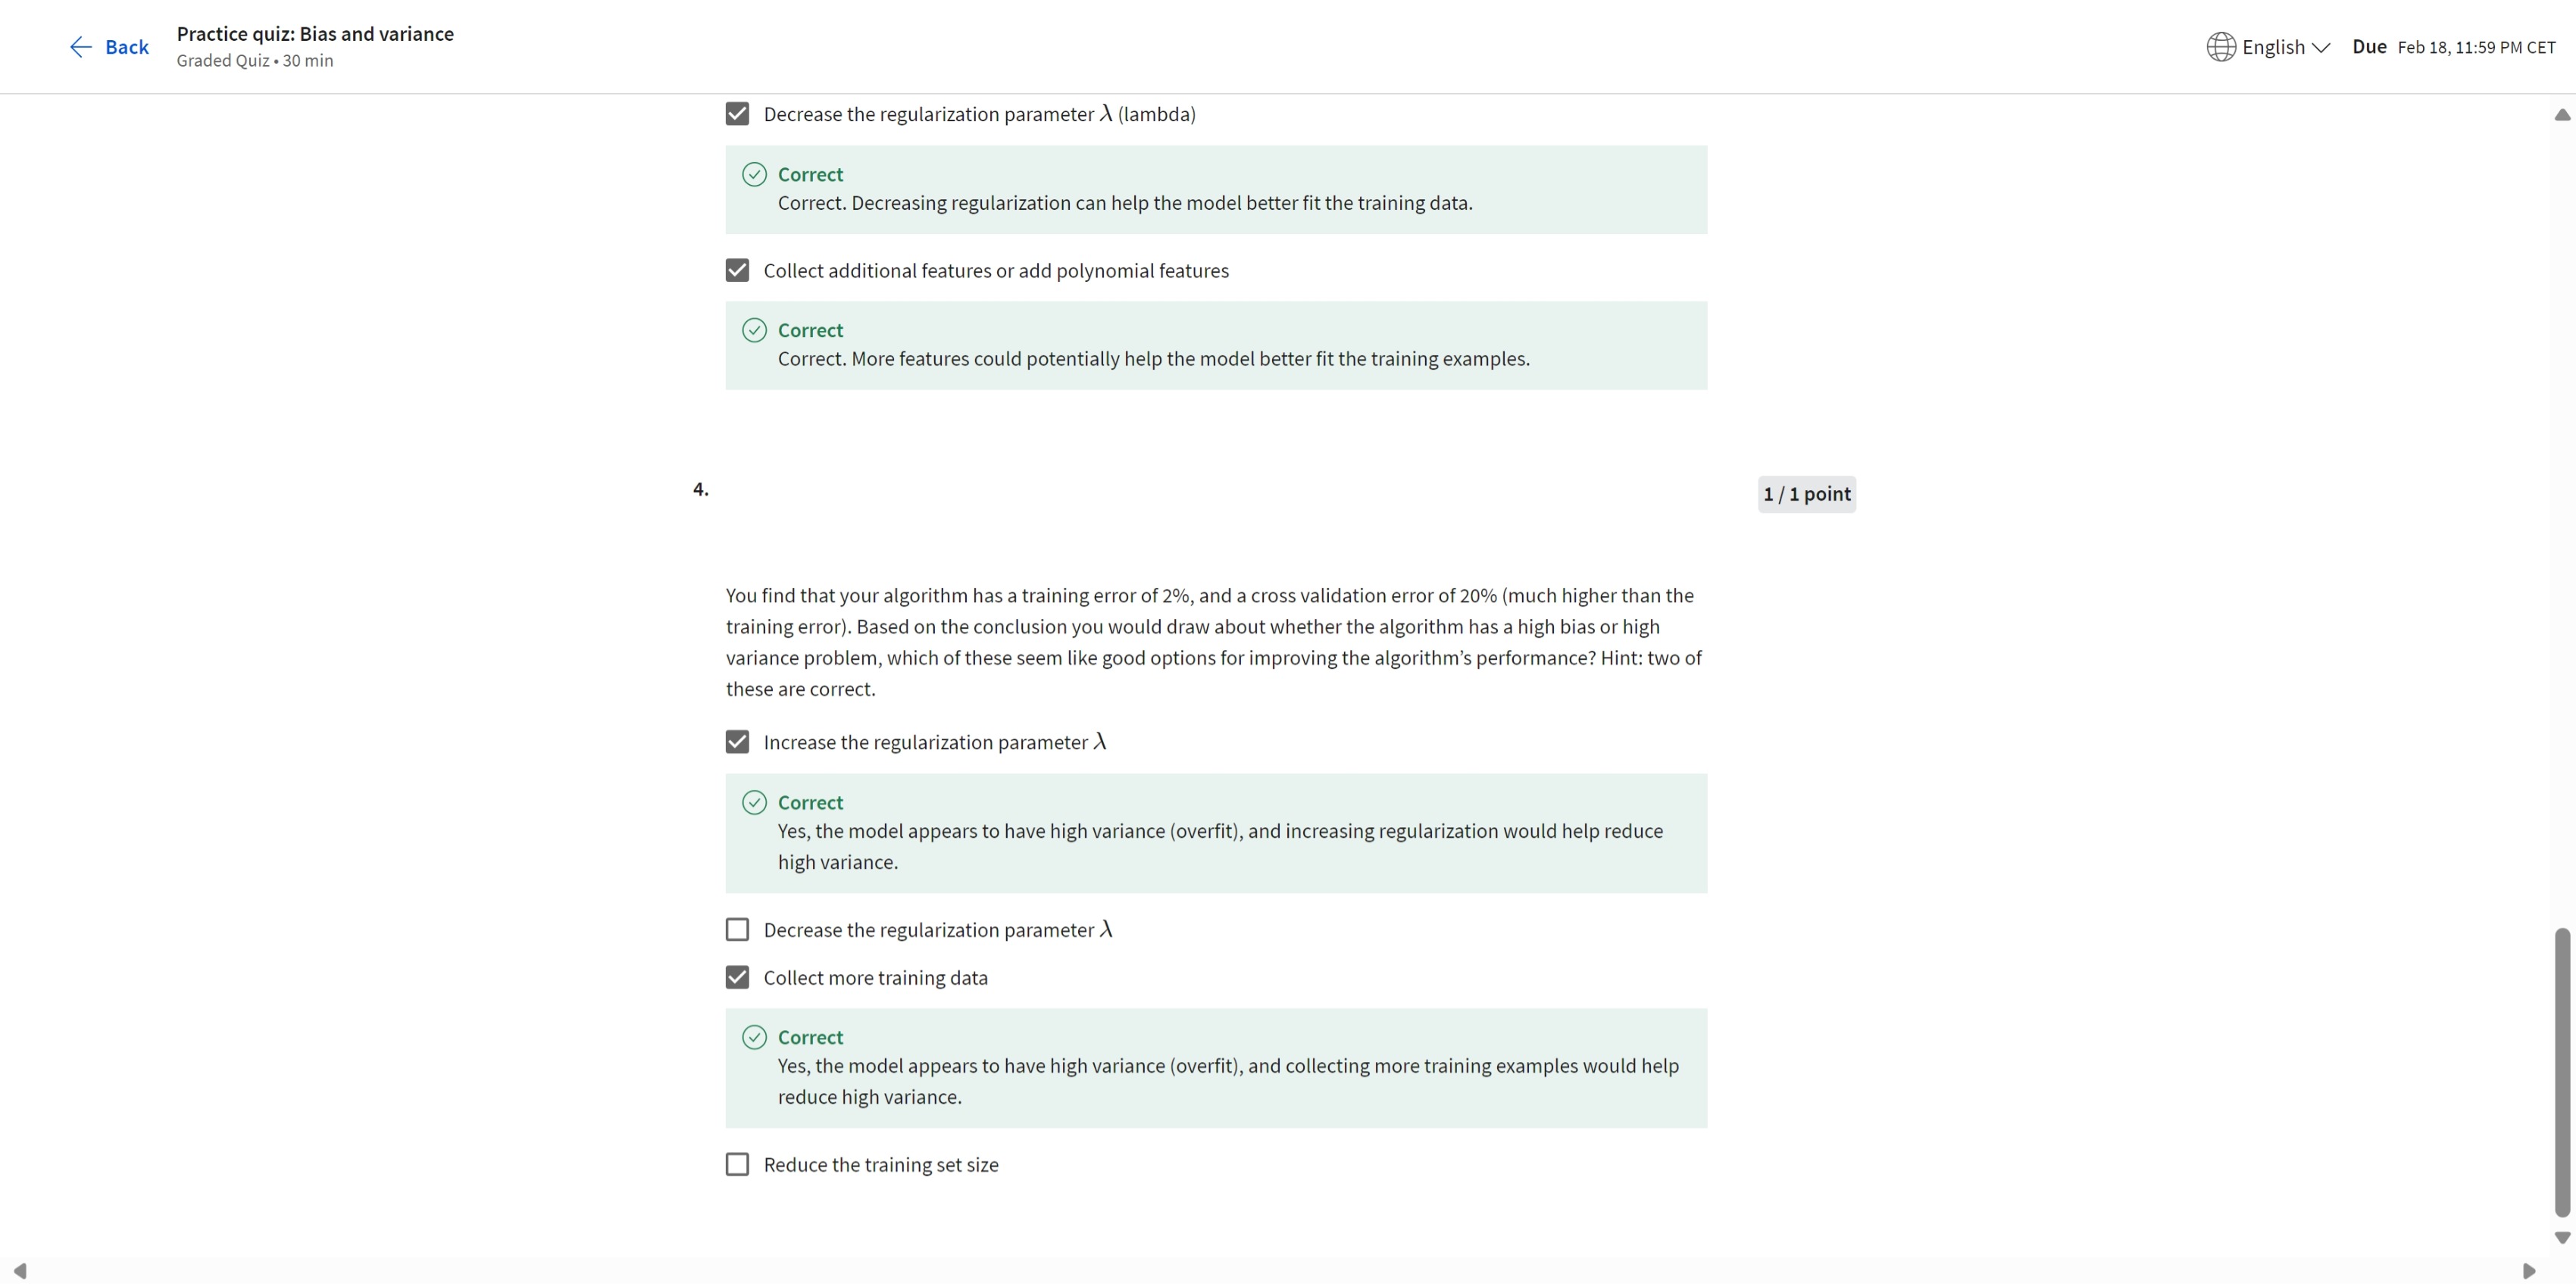 Back
Practice quiz: Bias and variance
Graded Quiz • 30 min
English
Due Feb 18, 11:59 PM CET
Decrease the regularization parameter λ (lambda)
Correct
Correct. Decreasing regularization can help the model better fit the training data.
Collect additional features or add polynomial features
Correct
Correct. More features could potentially help the model better fit the training examples.
4.
1 / 1 point
You find that your algorithm has a training error of 2%, and a cross validation error of 20% (much higher than the
training error). Based on the conclusion you would draw about whether the algorithm has a high bias or high
variance problem, which of these seem like good options for improving the algorithm’s performance? Hint: two of
these are correct.
Increase the regularization parameter λ
Correct
Yes, the model appears to have high variance (overfit), and increasing regularization would help reduce
high variance.
Decrease the regularization parameter λ
Collect more training data
Correct
Yes, the model appears to have high variance (overfit), and collecting more training examples would help
reduce high variance.
Reduce the training set size